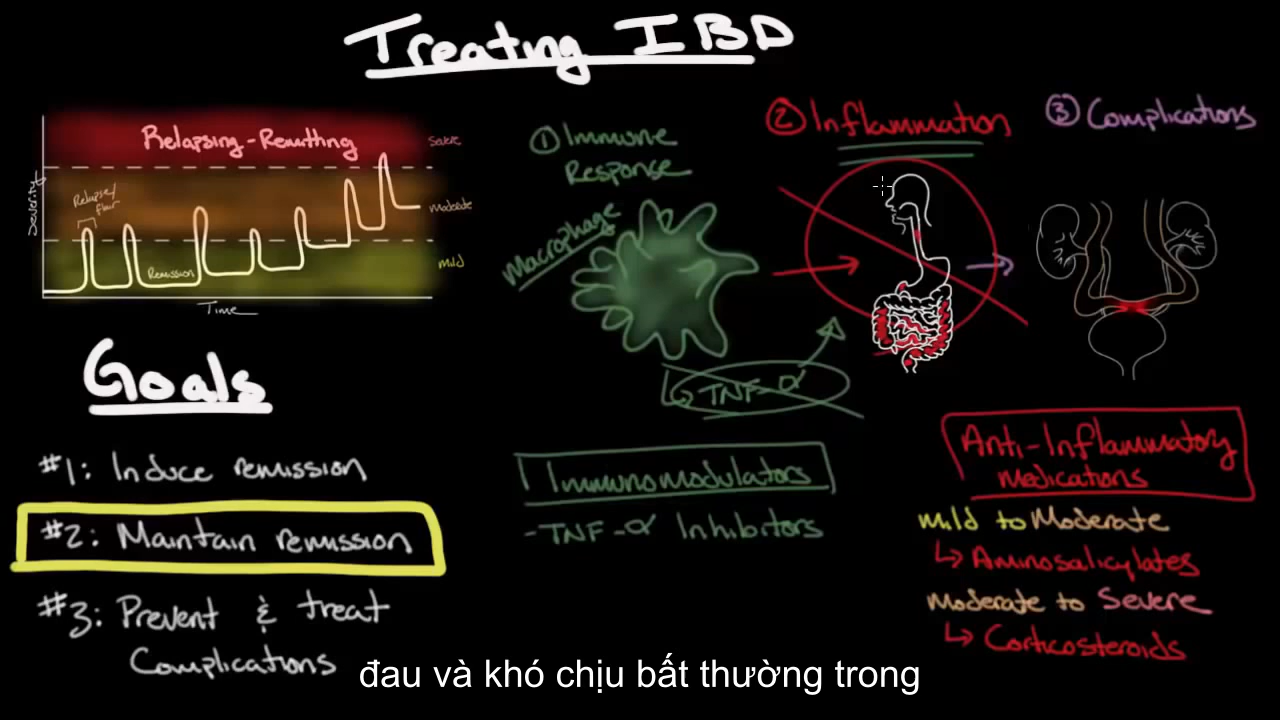 Treating IBD
Relapsing-Remitting
Severe
Severity
Relapse/
flair
Moderate
Remission
Mild
Time
① Immune
Response
Macrophage
TNF-α
② Inflammation
③ Complications
Goals
#1: Induce remission
#2: Maintain remission
#3: Prevent & treat
Complications
Immunomodulators
-TNF-α Inhibitors
Anti-Inflammatory
medications
Mild to Moderate
↳ Aminosalicylates
Moderate to Severe
↳ Corticosteroids
đau và khó chịu bất thường trong